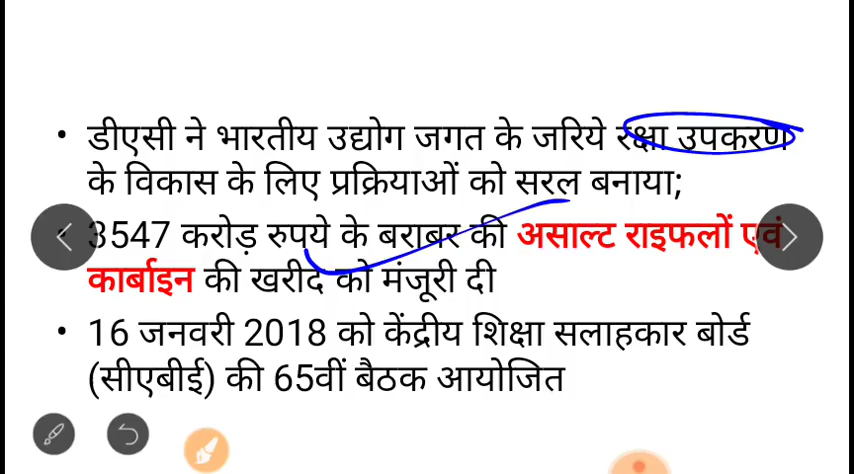 • डीएसी ने भारतीय उद्योग जगत के जरिये रक्षा उपकरण
के विकास के लिए प्रक्रियाओं को सरल बनाया;
3547 करोड़ रुपये के बराबर की असाल्ट राइफलों एवं
कार्बाइन की खरीद को मंजूरी दी
• 16 जनवरी 2018 को केंद्रीय शिक्षा सलाहकार बोर्ड
(सीएबीई) की 65वीं बैठक आयोजित